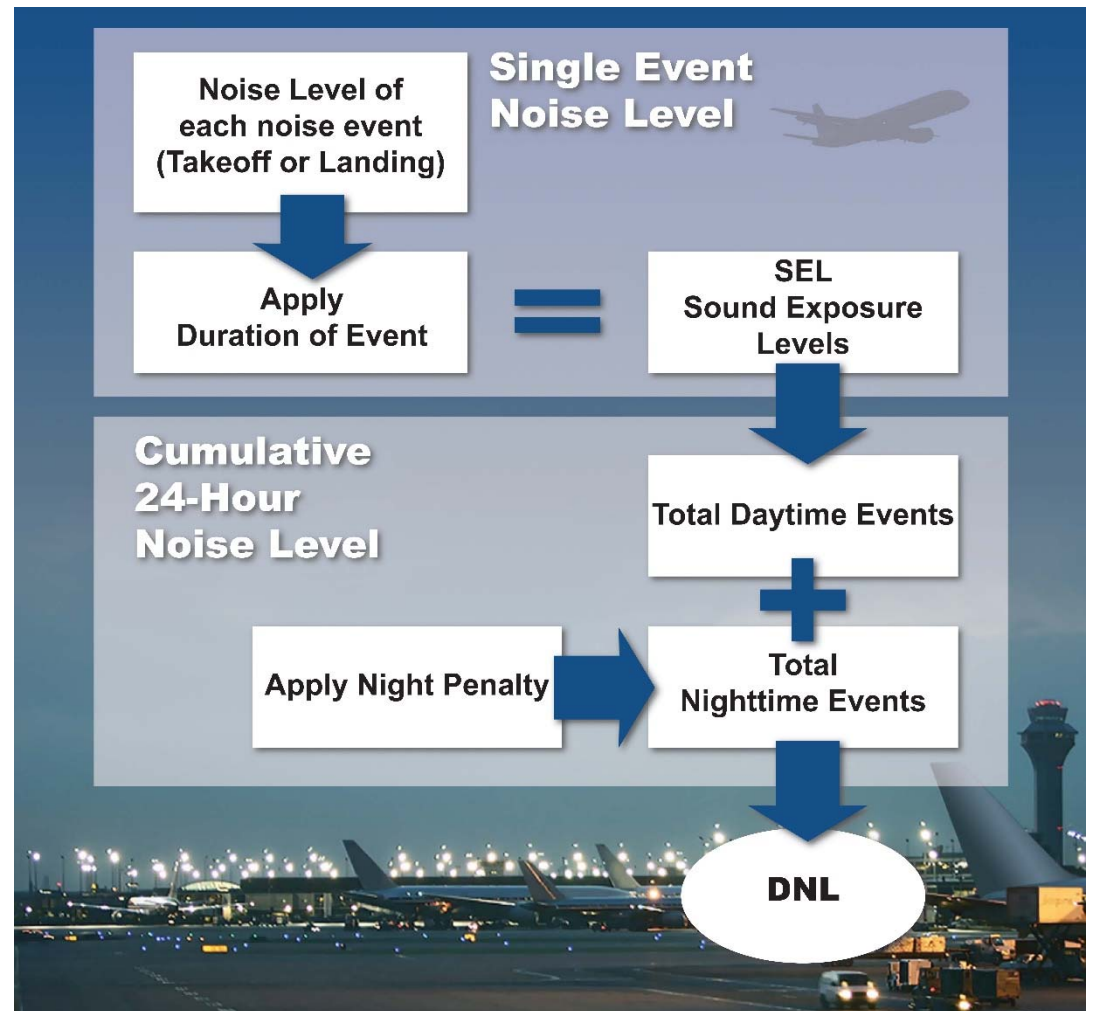 Single Event
Noise Level
Noise Level of
each noise event
(Takeoff or Landing)
Apply
Duration of Event
=
SEL
Sound Exposure
Levels
Cumulative
24-Hour
Noise Level
Total Daytime Events
+
Apply Night Penalty
Total
Nighttime Events
DNL